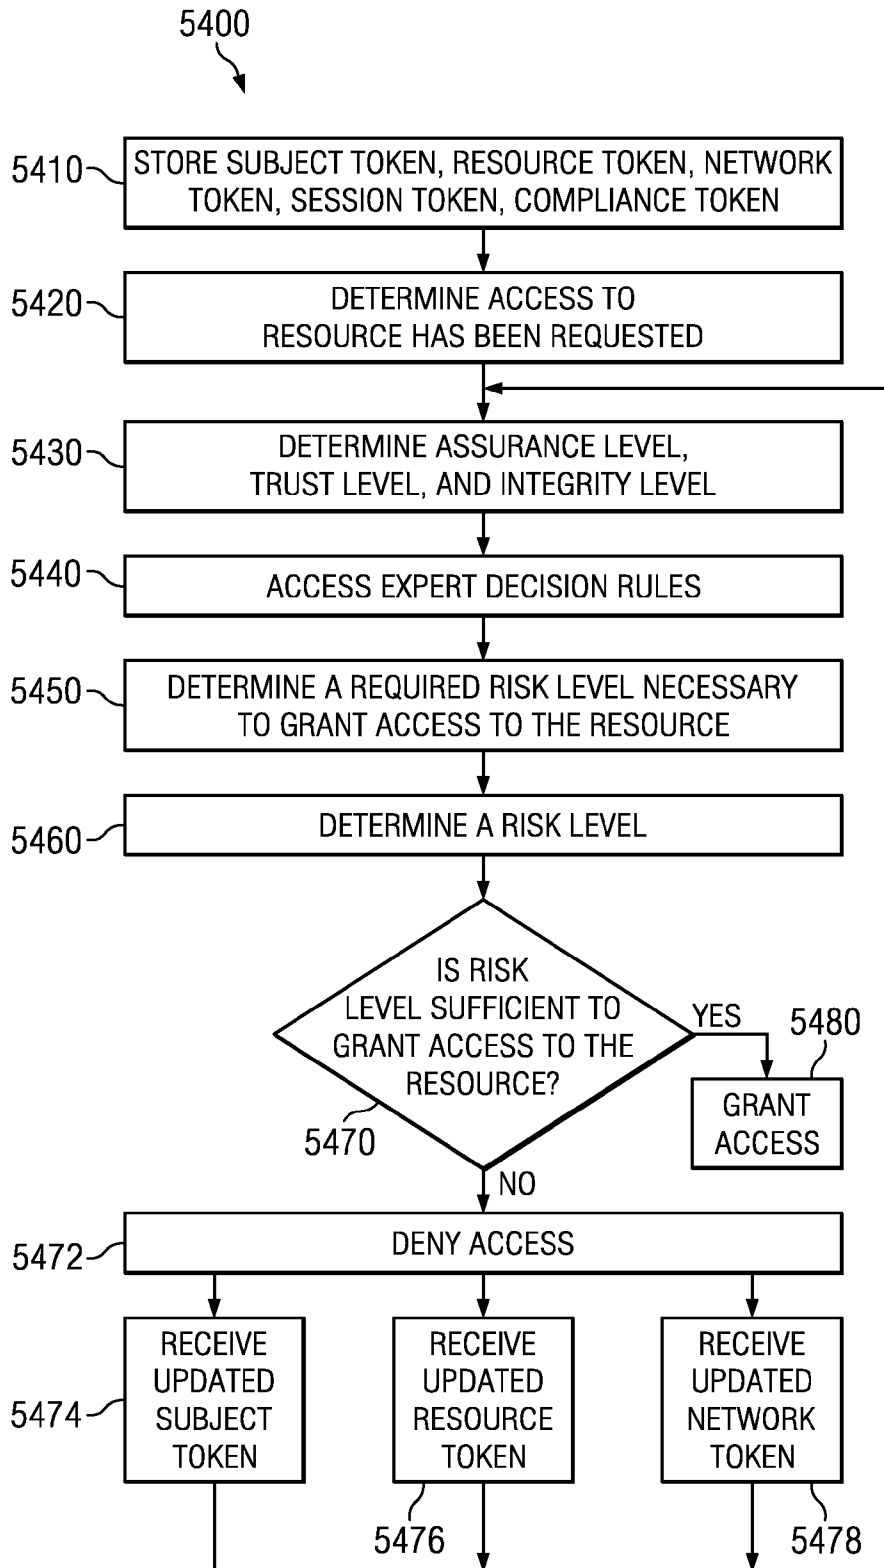 5400
5410
STORE SUBJECT TOKEN, RESOURCE TOKEN, NETWORK
TOKEN, SESSION TOKEN, COMPLIANCE TOKEN
5420
DETERMINE ACCESS TO
RESOURCE HAS BEEN REQUESTED
5430
DETERMINE ASSURANCE LEVEL,
TRUST LEVEL, AND INTEGRITY LEVEL
5440
ACCESS EXPERT DECISION RULES
5450
DETERMINE A REQUIRED RISK LEVEL NECESSARY
TO GRANT ACCESS TO THE RESOURCE
5460
DETERMINE A RISK LEVEL
IS RISK
LEVEL SUFFICIENT TO
GRANT ACCESS TO THE
RESOURCE?
5470
YES
5480
GRANT
ACCESS
NO
5472
DENY ACCESS
5474
RECEIVE
UPDATED
SUBJECT
TOKEN
RECEIVE
UPDATED
RESOURCE
TOKEN
5476
RECEIVE
UPDATED
NETWORK
TOKEN
5478